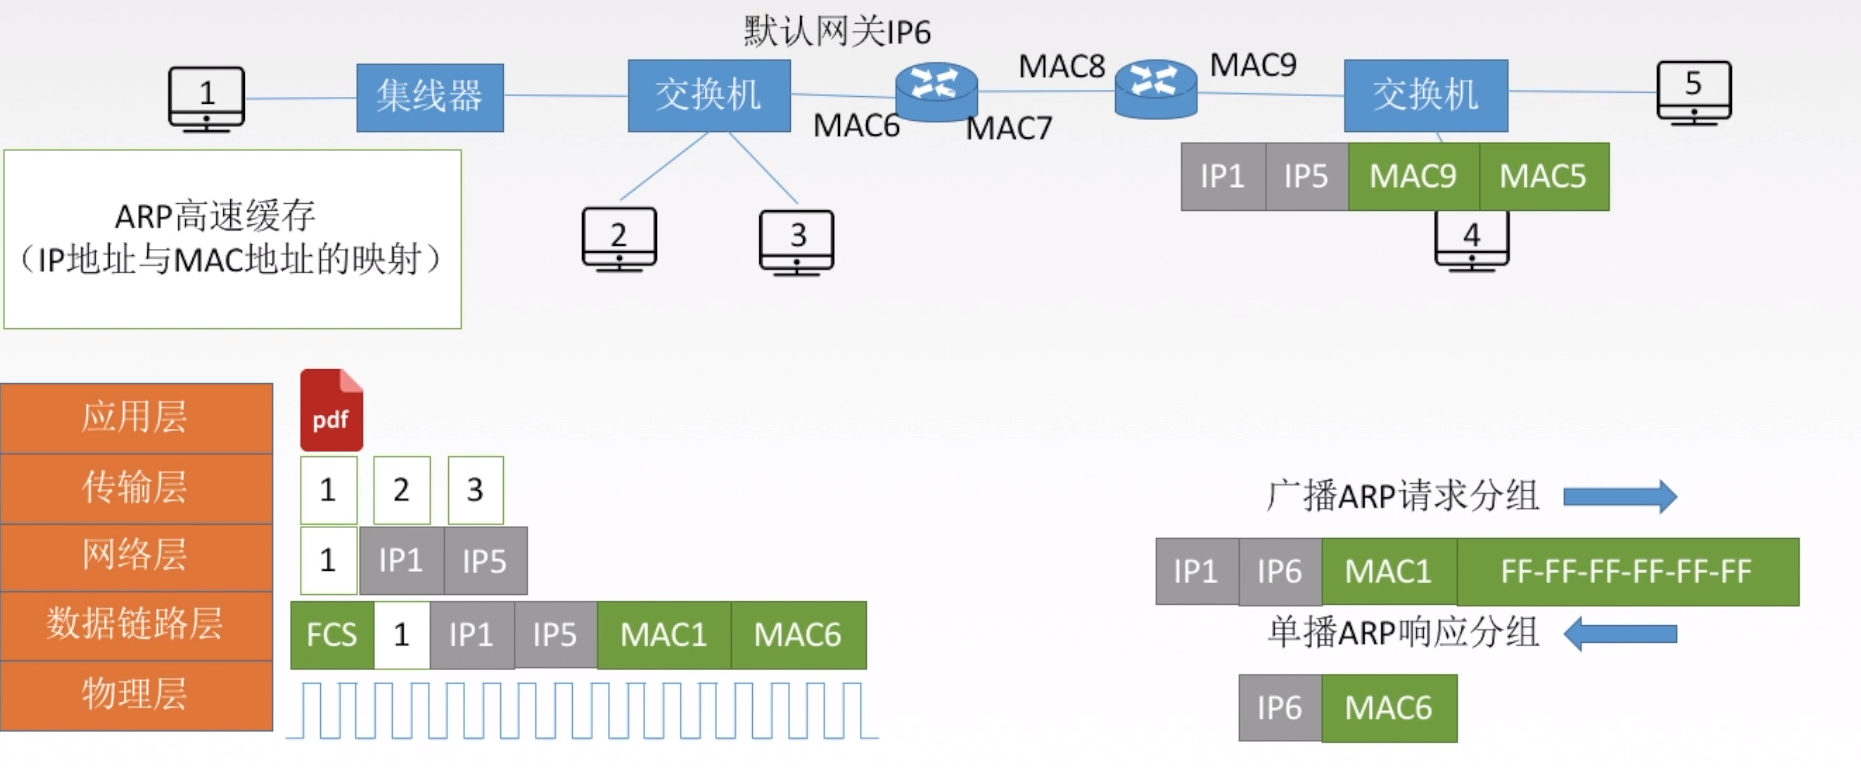 默认网关IP6
1
集线器
交换机
MAC6
MAC7
MAC8
MAC9
交换机
5
IP1 IP5 MAC9 MAC5
ARP高速缓存
（IP地址与MAC地址的映射）
2
3
4
应用层
pdf
传输层
1 2 3
网络层
1 IP1 IP5
数据链路层
FCS 1 IP1 IP5 MAC1 MAC6
物理层
广播ARP请求分组
IP1 IP6 MAC1 FF-FF-FF-FF-FF-FF
单播ARP响应分组
IP6 MAC6